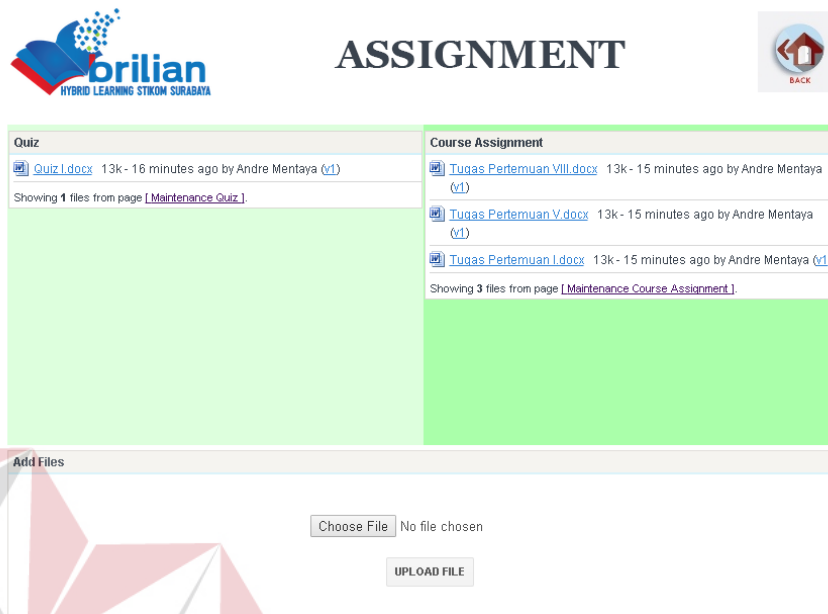 brilian
HYBRID LEARNING STIKOM SURABAYA
ASSIGNMENT
BACK
Quiz
Quiz I.docx 13k - 16 minutes ago by Andre Mentaya (v1)
Showing 1 files from page [ Maintenance Quiz ].
Course Assignment
Tugas Pertemuan VIII.docx 13k - 15 minutes ago by Andre Mentaya
(v1)
Tugas Pertemuan V.docx 13k - 15 minutes ago by Andre Mentaya
(v1)
Tugas Pertemuan I.docx 13k - 15 minutes ago by Andre Mentaya (v1
Showing 3 files from page [ Maintenance Course Assignment ].
Add Files
Choose File No file chosen
UPLOAD FILE